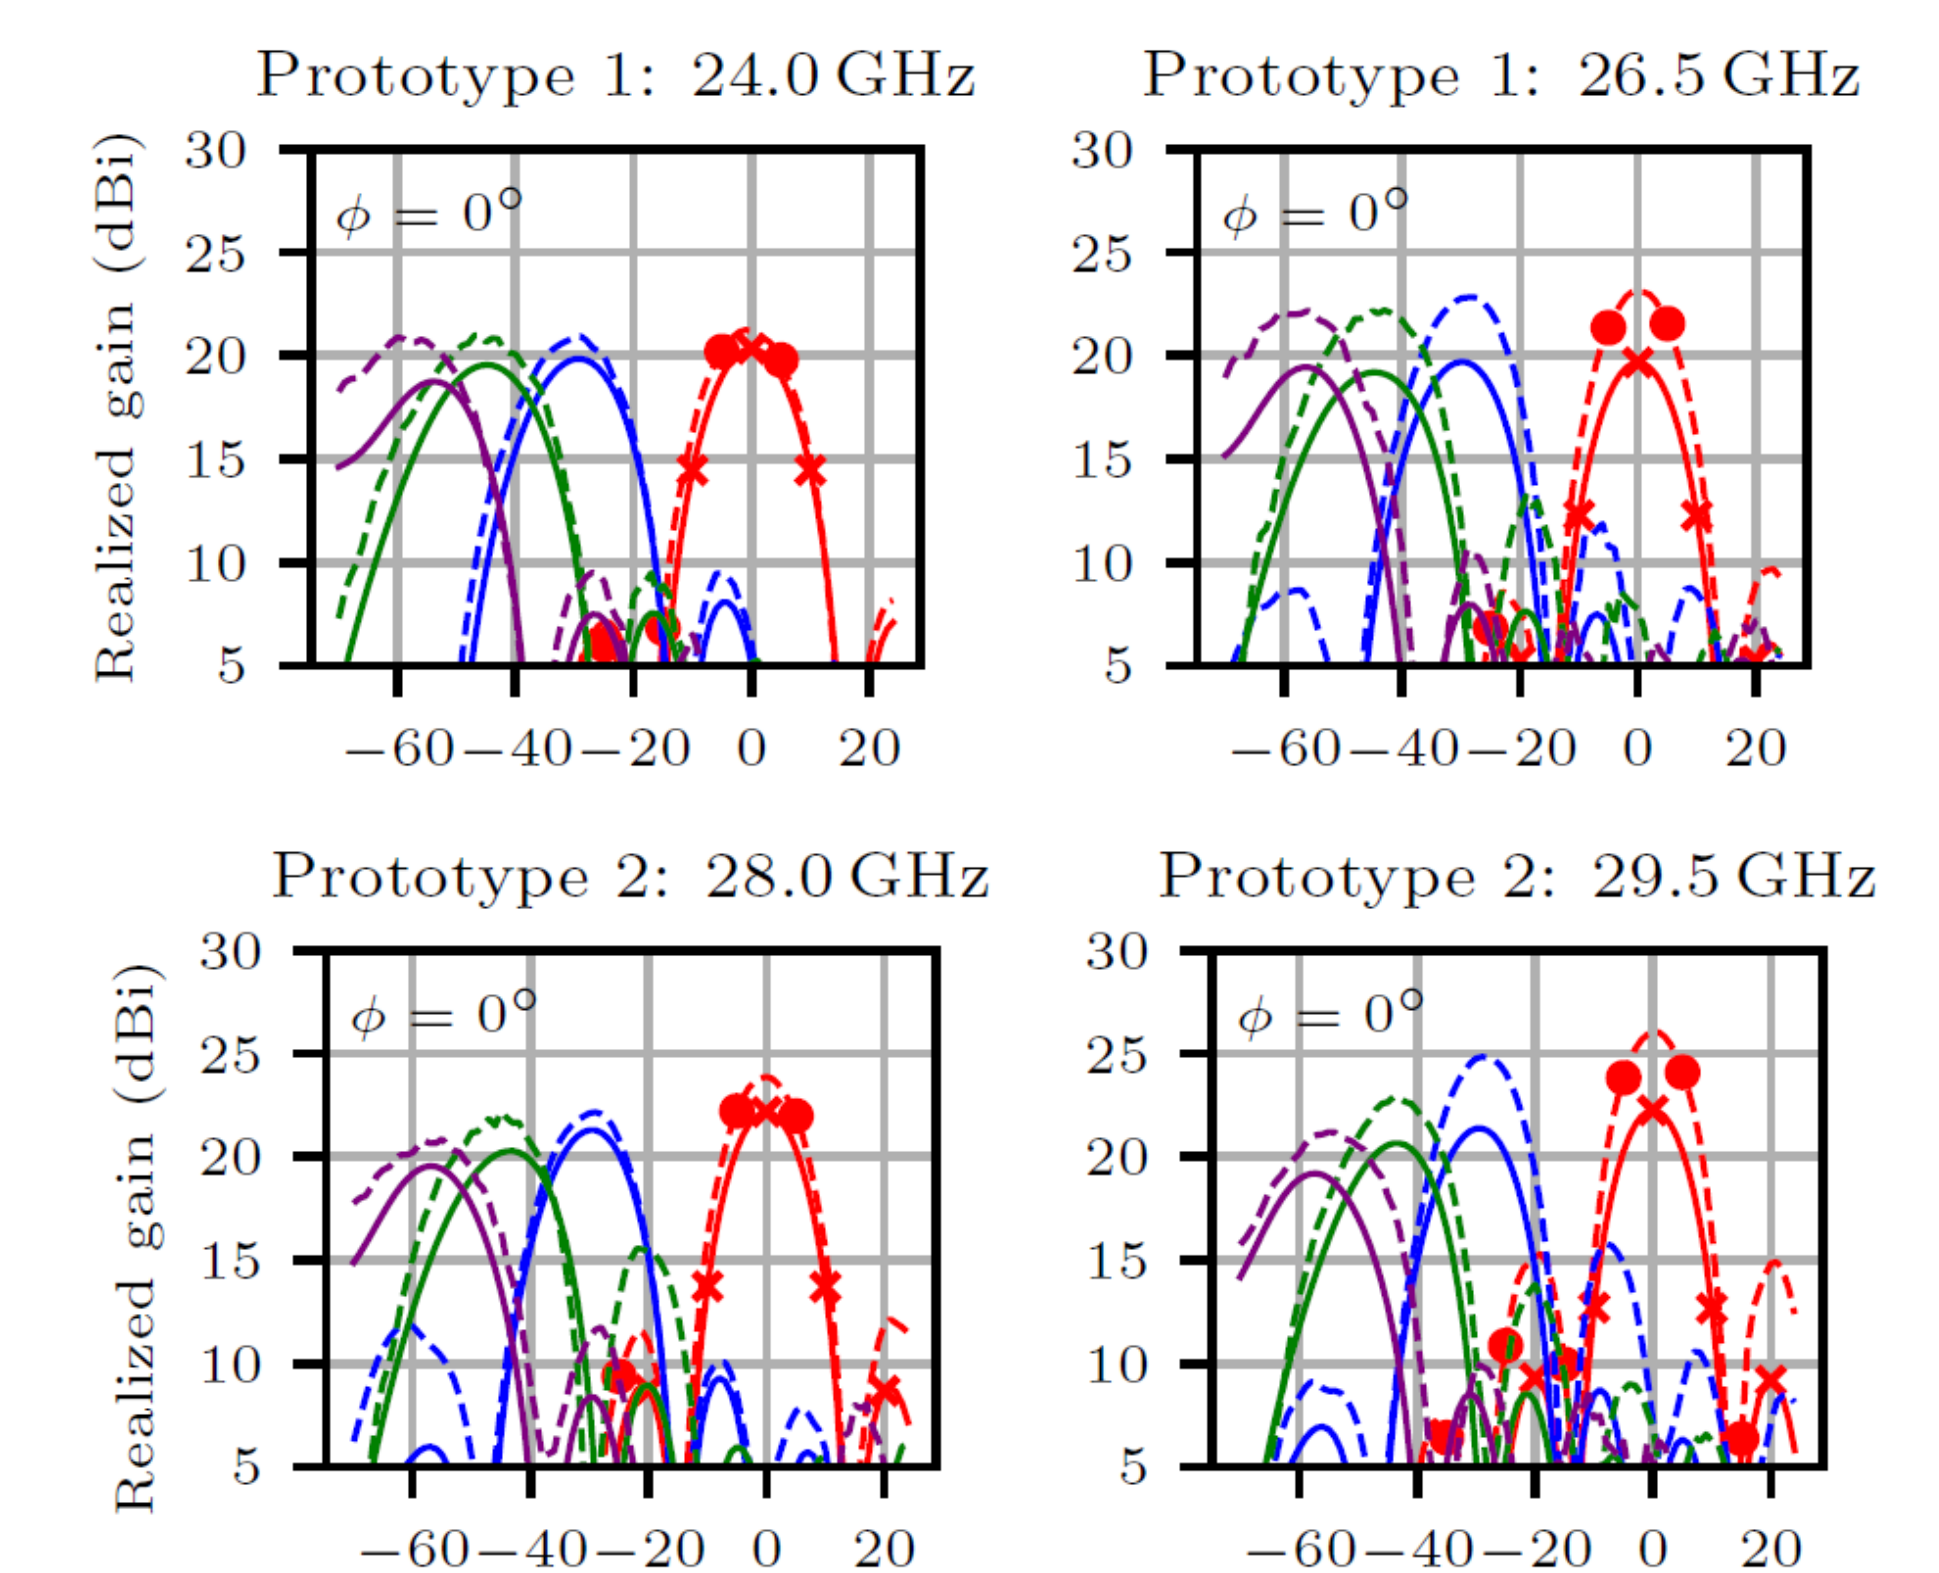 Prototype 1: 24.0 GHz
Realized gain (dBi)
30
25
20
15
10
5
ϕ = 0°
−60 −40 −20 0 20
Prototype 1: 26.5 GHz
30
25
20
15
10
5
ϕ = 0°
−60 −40 −20 0 20
Prototype 2: 28.0 GHz
Realized gain (dBi)
30
25
20
15
10
5
ϕ = 0°
−60 −40 −20 0 20
Prototype 2: 29.5 GHz
30
25
20
15
10
5
ϕ = 0°
−60 −40 −20 0 20